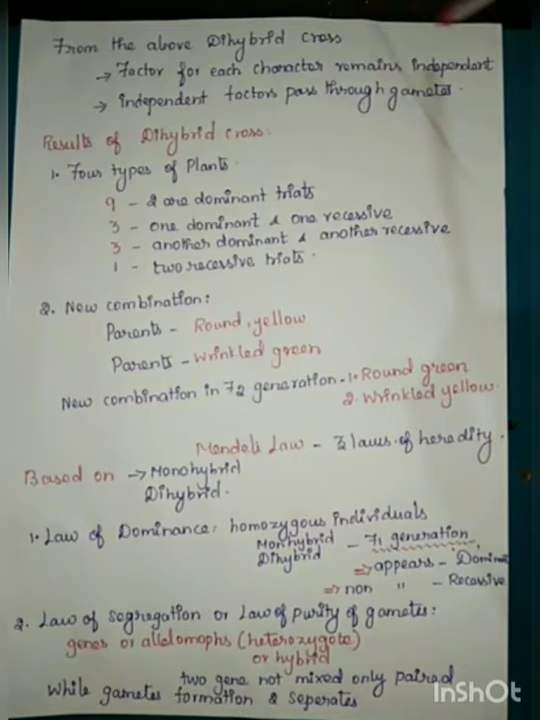 From the above Dihybrid cross
→ Factor for each character remains independent
→ independent factors pass through gametes.
Results of Dihybrid cross.
1. Four types of Plants.
9 - 2 are dominant triats
3 - one dominant & one recessive
3 - another dominant & another recessive
1 - two recessive triats.
2. New combination:
Parents - Round, yellow
Parents - Wrinkled green
New combination in F2 generation - 1. Round green
2. Wrinkled yellow.
Mendeli Law - 3 laws of heredity.
Based on → Monohybrid
Dihybrid.
1. Law of Dominance: homozygous individuals
Monohybrid
Dihybrid - F1 generation
⇒ appears - Domina
⇒ non " - Recessive
2. Law of segregation or Law of purity of gametes:
genes or allelomophs (heterozygote)
or hybrid
two gene not mixed only paired
While gametes formation & seperates
InShOt